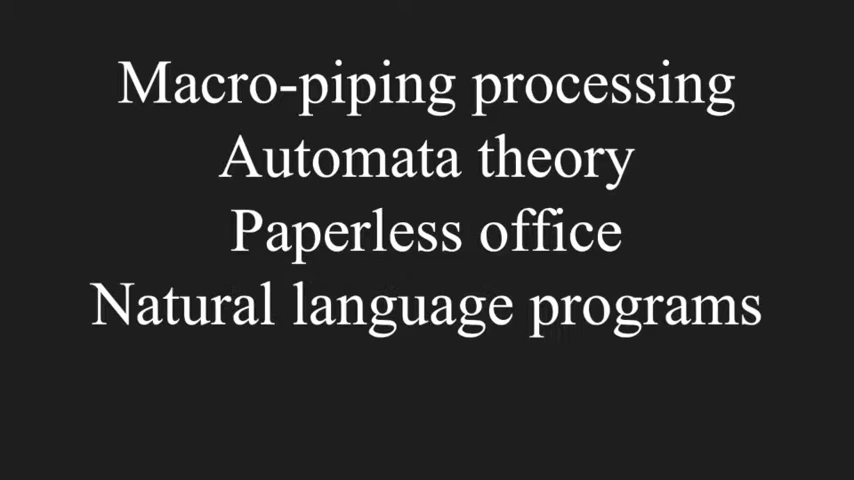 Macro-piping processing
Automata theory
Paperless office
Natural language programs